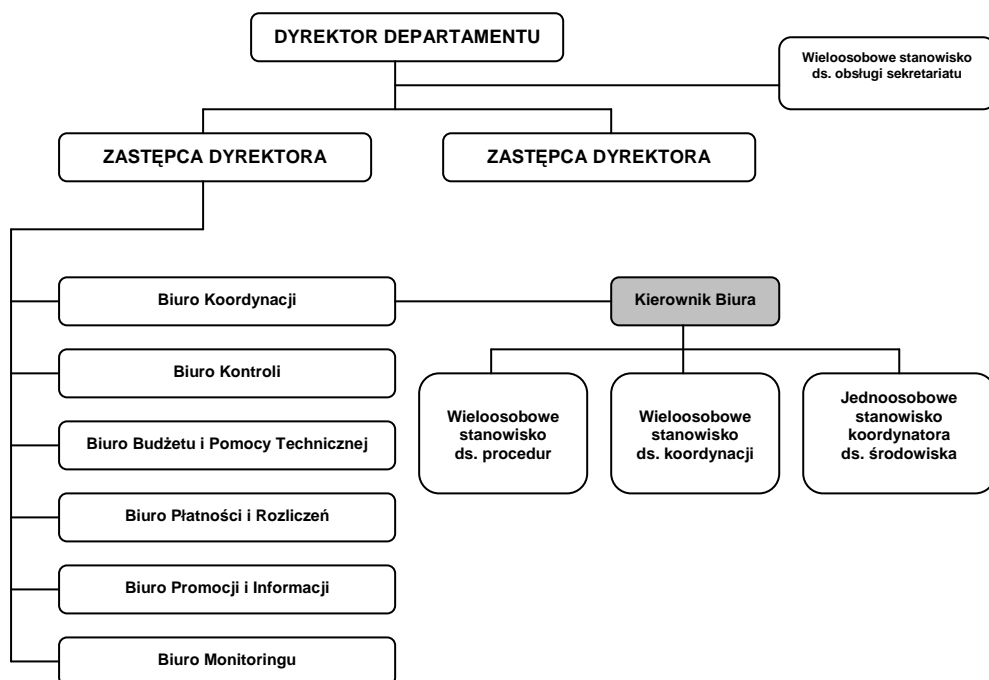 DYREKTOR DEPARTAMENTU
Wieloosobowe stanowisko
ds. obsługi sekretariatu
ZASTĘPCA DYREKTORA
ZASTĘPCA DYREKTORA
Biuro Koordynacji
Kierownik Biura
Biuro Kontroli
Wieloosobowe
stanowisko
ds. procedur
Wieloosobowe
stanowisko
ds. koordynacji
Jednoosobowe
stanowisko
koordynatora
ds. środowiska
Biuro Budżetu i Pomocy Technicznej
Biuro Płatności i Rozliczeń
Biuro Promocji i Informacji
Biuro Monitoringu